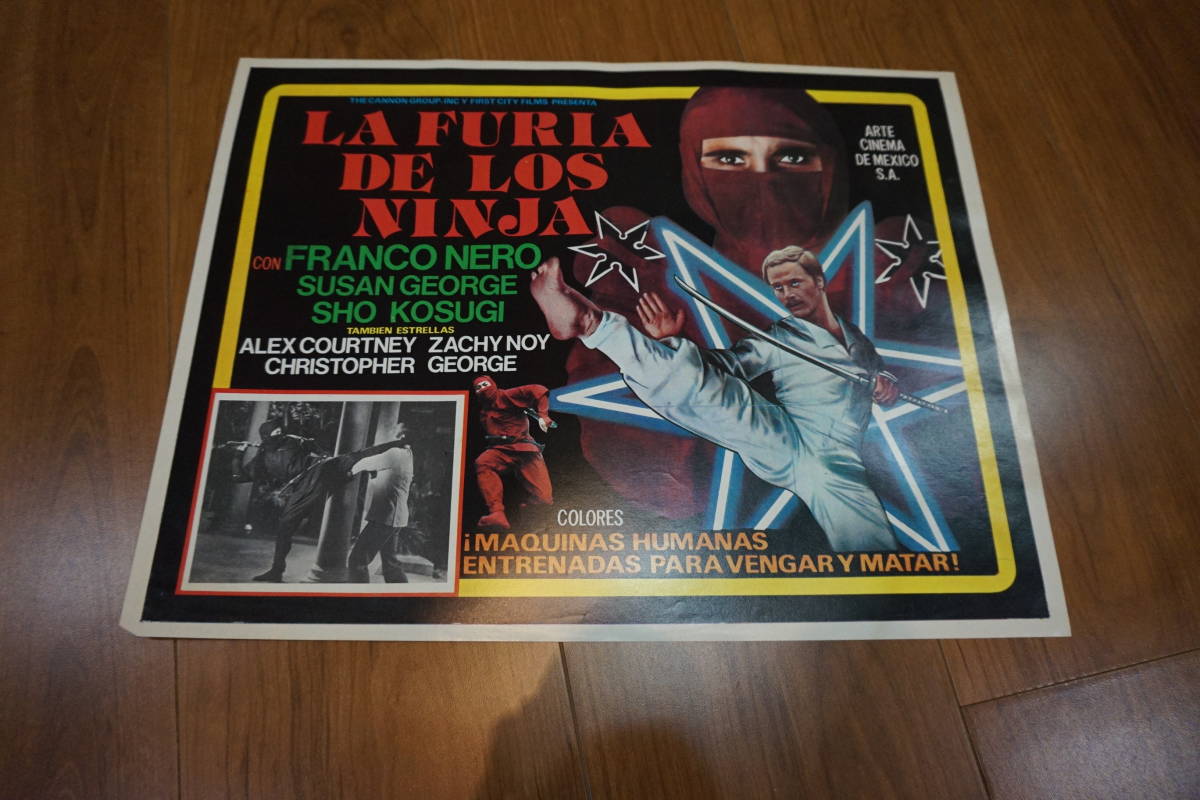 THE CANNON GROUP, INC Y FIRST CITY FILMS PRESENTA
LA FURIA
DE LOS
NINJA
CON FRANCO NERO
SUSAN GEORGE
SHO KOSUGI
TAMBIEN ESTRELLAS
ALEX COURTNEY ZACHY NOY
CHRISTOPHER GEORGE
ARTE
CINEMA
DE MEXICO
S.A.
COLORES
¡MAQUINAS HUMANAS
ENTRENADAS PARA VENGAR Y MATAR!